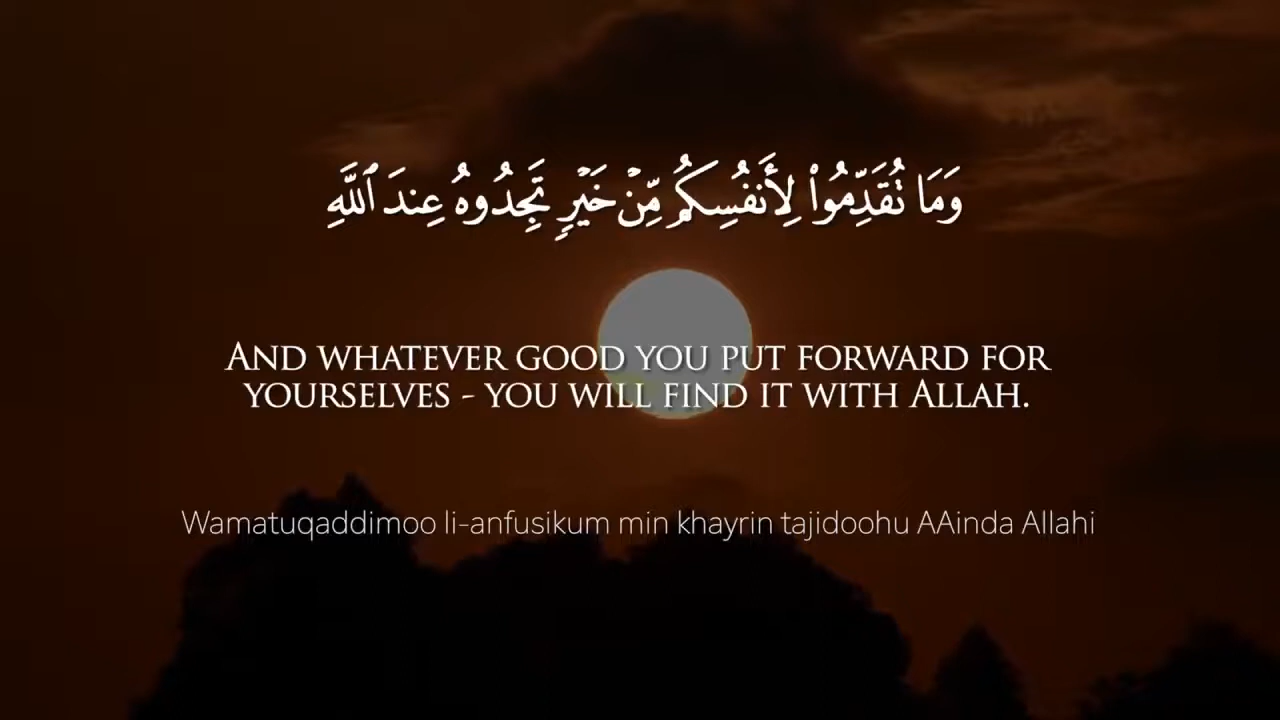 وَمَا تُقَدِّمُوا۟ لِأَنفُسِكُم مِّنْ خَيْرٍ تَجِدُوهُ عِندَ ٱللَّهِ
And whatever good you put forward for
yourselves - you will find it with Allah.
Wamatuqaddimoo li-anfusikum min khayrin tajidoohu AAinda Allahi